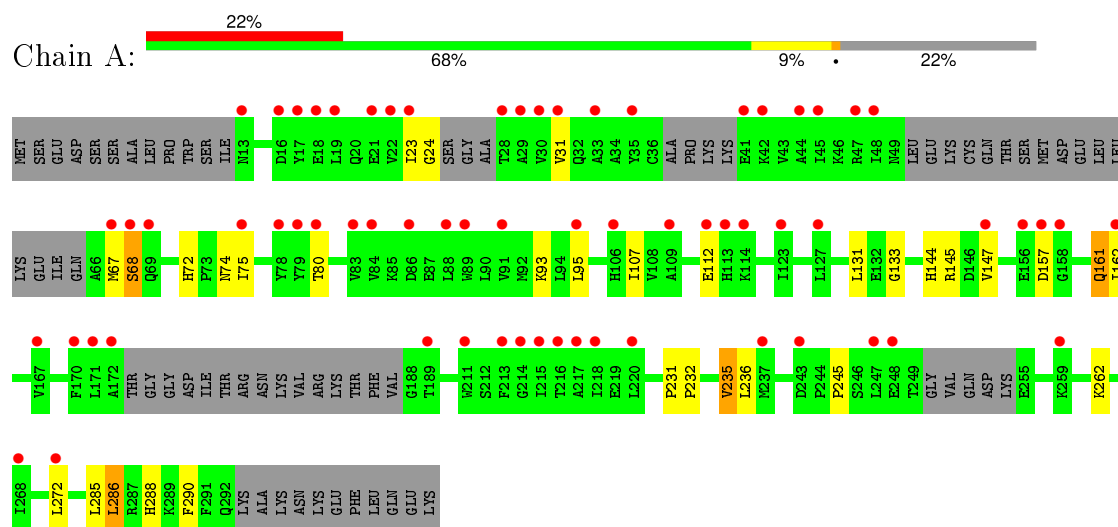 22%
Chain A:
68% 9% • 22%
MET SER GLU ASP SER SER ALA LEU PRO TRP SER ILE N13 D16 Y17 E18 L19 Q20 E21 V22 I23 G24 SER GLY ALA T28 A29 V30 V31 Q32 A33 A34 Y35 C36 ALA PRO LYS LYS E41 K42 V43 A44 I45 K46 R47 I48 N49 LEU GLU LYS CYS GLN THR SER MET ASP GLU LEU LEU
LYS GLU ILE GLN A66 M67 S68 Q69 H72 P73 N74 I75 Y78 Y79 T80 V83 V84 K85 D86 E87 L88 W89 L90 V91 M92 K93 L94 L95 H106 I107 V108 A109 E112 H113 K114 I123 L127 L131 E132 G133 H144 R145 D146 V147 E156 D157 G158 Q161 I162
V167 F170 L171 A172 THR GLY GLY ASP ILE THR ARG ASN LYS VAL ARG LYS THR PHE VAL G188 T189 W211 S212 F213 G214 I215 T216 A217 I218 E219 L220 P231 P232 V235 L236 M237 D243 P244 P245 S246 L247 E248 T249 GLY VAL GLN ASP LYS E255 K259 K262
I268 L272 L285 L286 R287 H288 K289 F290 F291 Q292 LYS ALA LYS ASN LYS GLU PHE LEU GLN GLU LYS